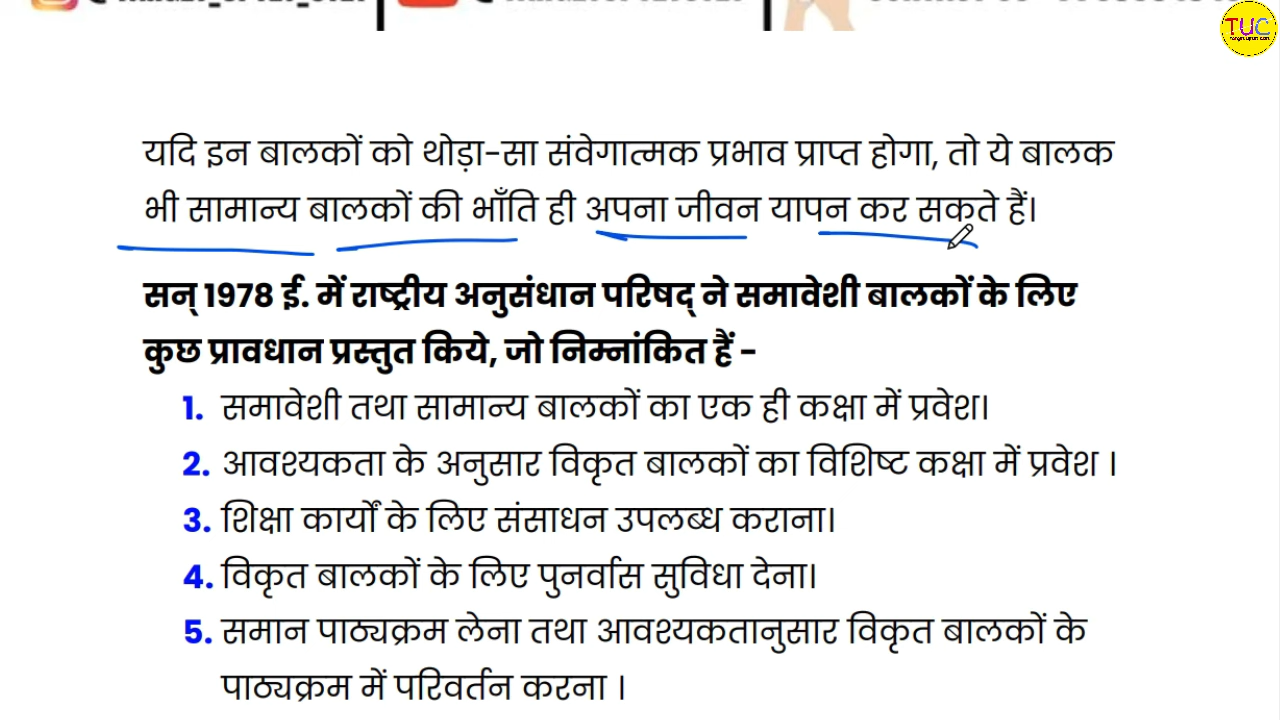 TUC
यदि इन बालकों को थोड़ा-सा संवेगात्मक प्रभाव प्राप्त होगा, तो ये बालक
भी सामान्य बालकों की भाँति ही अपना जीवन यापन कर सकते हैं।
सन् 1978 ई. में राष्ट्रीय अनुसंधान परिषद् ने समावेशी बालकों के लिए
कुछ प्रावधान प्रस्तुत किये, जो निम्नांकित हैं -
1. समावेशी तथा सामान्य बालकों का एक ही कक्षा में प्रवेश।
2. आवश्यकता के अनुसार विकृत बालकों का विशिष्ट कक्षा में प्रवेश ।
3. शिक्षा कार्यों के लिए संसाधन उपलब्ध कराना।
4. विकृत बालकों के लिए पुनर्वास सुविधा देना।
5. समान पाठ्यक्रम लेना तथा आवश्यकतानुसार विकृत बालकों के
पाठ्यक्रम में परिवर्तन करना ।